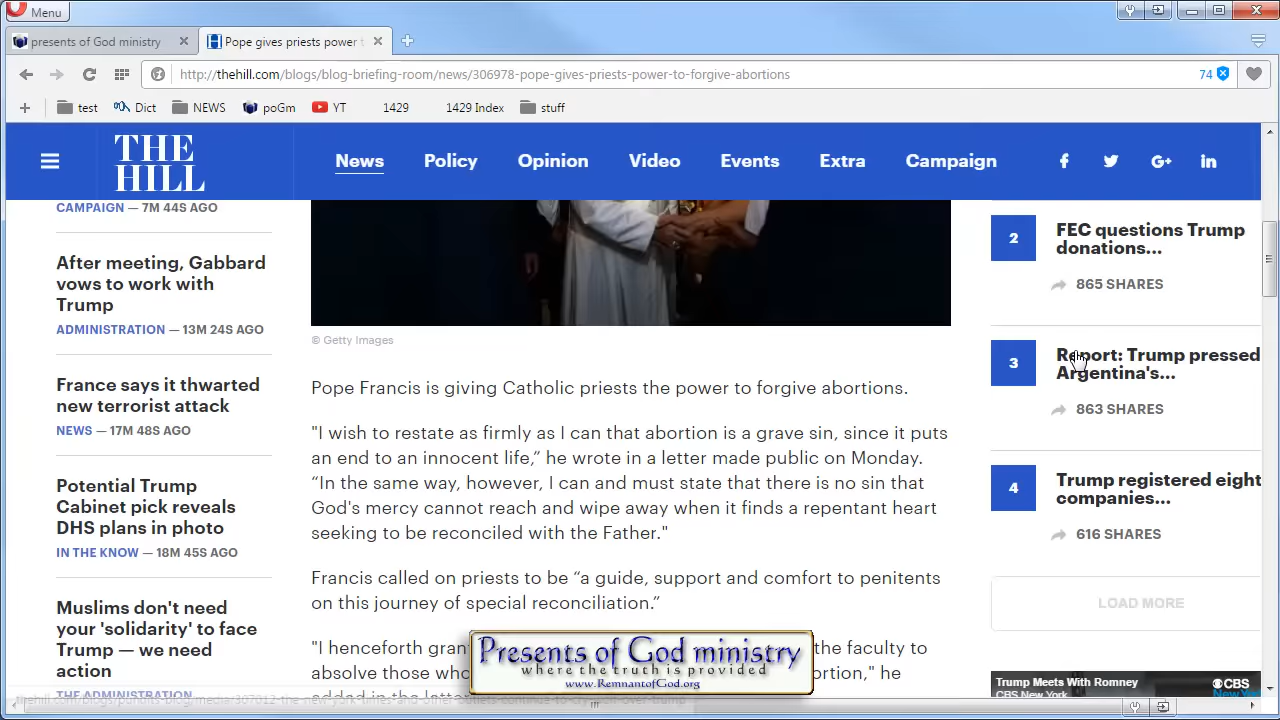 Menu
presents of God ministry
Pope gives priests power t
http://thehill.com/blogs/blog-briefing-room/news/306978-pope-gives-priests-power-to-forgive-abortions
74
test
Dict
NEWS
poGm
YT
1429
1429 Index
stuff
THE
HILL
News
Policy
Opinion
Video
Events
Extra
Campaign
CAMPAIGN — 7M 44S AGO
After meeting, Gabbard
vows to work with
Trump
ADMINISTRATION — 13M 24S AGO
France says it thwarted
new terrorist attack
NEWS — 17M 48S AGO
Potential Trump
Cabinet pick reveals
DHS plans in photo
IN THE KNOW — 18M 45S AGO
Muslims don't need
your 'solidarity' to face
Trump — we need
action
THE ADMINISTRATION
© Getty Images
Pope Francis is giving Catholic priests the power to forgive abortions.
"I wish to restate as firmly as I can that abortion is a grave sin, since it puts
an end to an innocent life,” he wrote in a letter made public on Monday.
“In the same way, however, I can and must state that there is no sin that
God's mercy cannot reach and wipe away when it finds a repentant heart
seeking to be reconciled with the Father."
Francis called on priests to be “a guide, support and comfort to penitents
on this journey of special reconciliation.”
"I henceforth gran the faculty to
absolve those who ortion," he
added in the letter
2
FEC questions Trump
donations...
865 SHARES
3
Report: Trump pressed
Argentina's...
863 SHARES
4
Trump registered eight
companies...
616 SHARES
LOAD MORE
Trump Meets With Romney
CBS New York
CBS
New York
Presents of God ministry
where the truth is provided
www.RemnantofGod.org